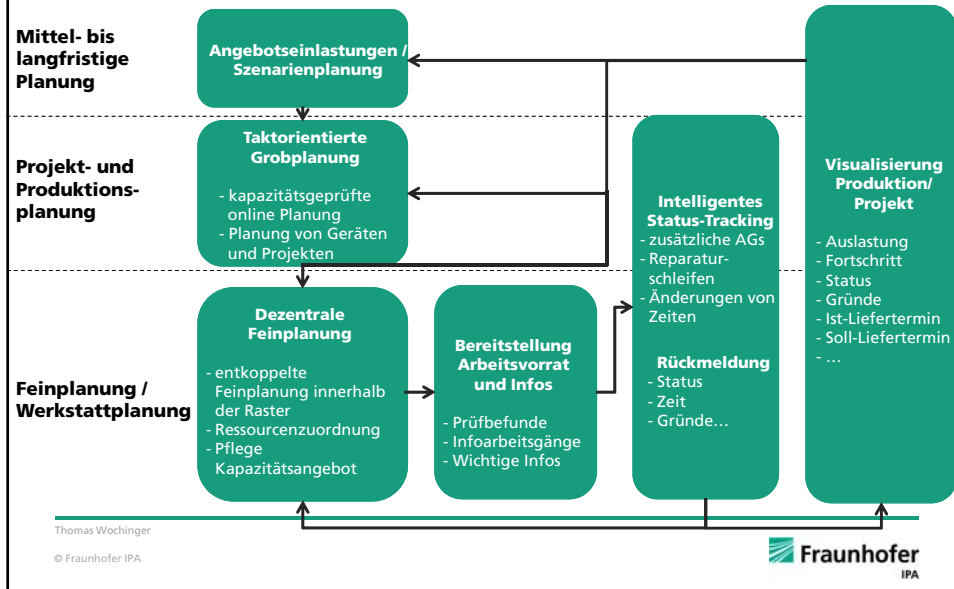 Mittel- bis
langfristige
Planung
Angebotseinlastungen /
Szenarienplanung
Projekt- und
Produktions-
planung
Taktorientierte
Grobplanung
- kapazitätsgeprüfte
online Planung
- Planung von Geräten
und Projekten
Feinplanung /
Werkstattplanung
Dezentrale
Feinplanung
- entkoppelte
Feinplanung innerhalb
der Raster
- Ressourcenzuordnung
- Pflege
Kapazitätsangebot
Bereitstellung
Arbeitsvorrat
und Infos
- Prüfbefunde
- Infoarbeitsgänge
- Wichtige Infos
Intelligentes
Status-Tracking
- zusätzliche AGs
- Reparatur-
schleifen
- Änderungen von
Zeiten
Rückmeldung
- Status
- Zeit
- Gründe...
Visualisierung
Produktion/
Projekt
- Auslastung
- Fortschritt
- Status
- Gründe
- Ist-Liefertermin
- Soll-Liefertermin
- ...
Thomas Wochinger
© Fraunhofer IPA
Fraunhofer
IPA